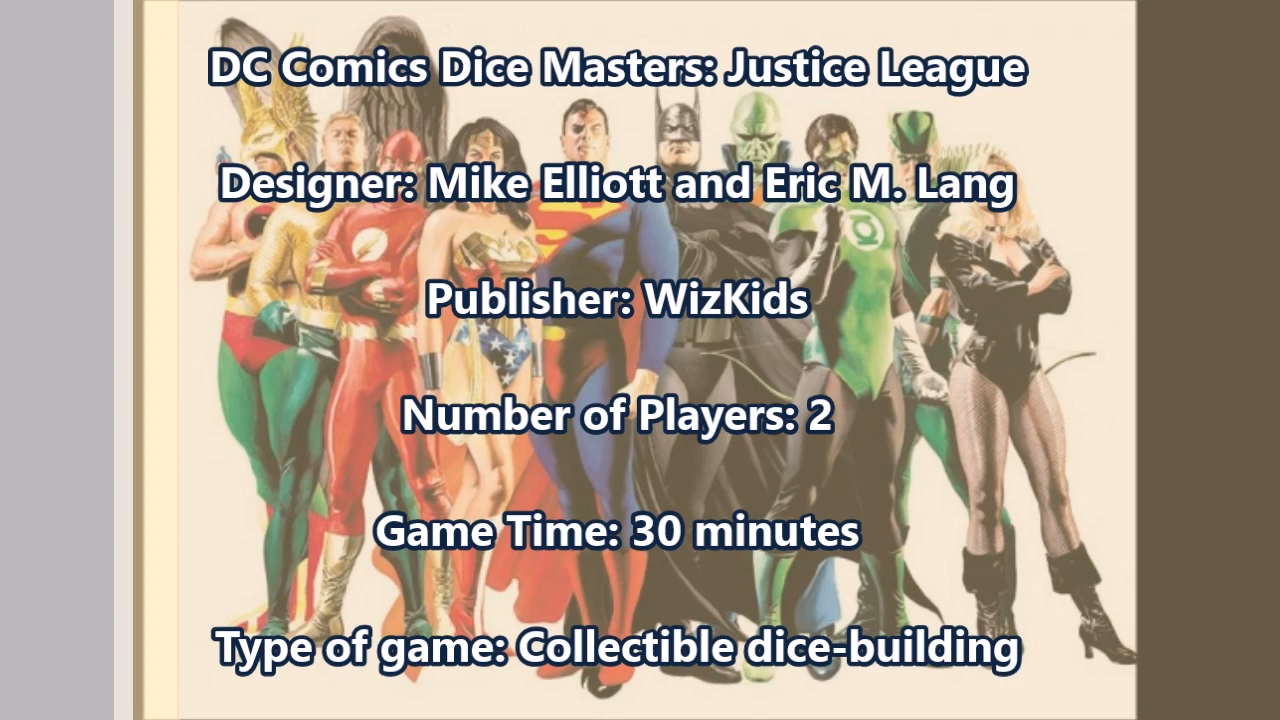 DC Comics Dice Masters: Justice League
Designer: Mike Elliott and Eric M. Lang
Publisher: WizKids
Number of Players: 2
Game Time: 30 minutes
Type of game: Collectible dice-building